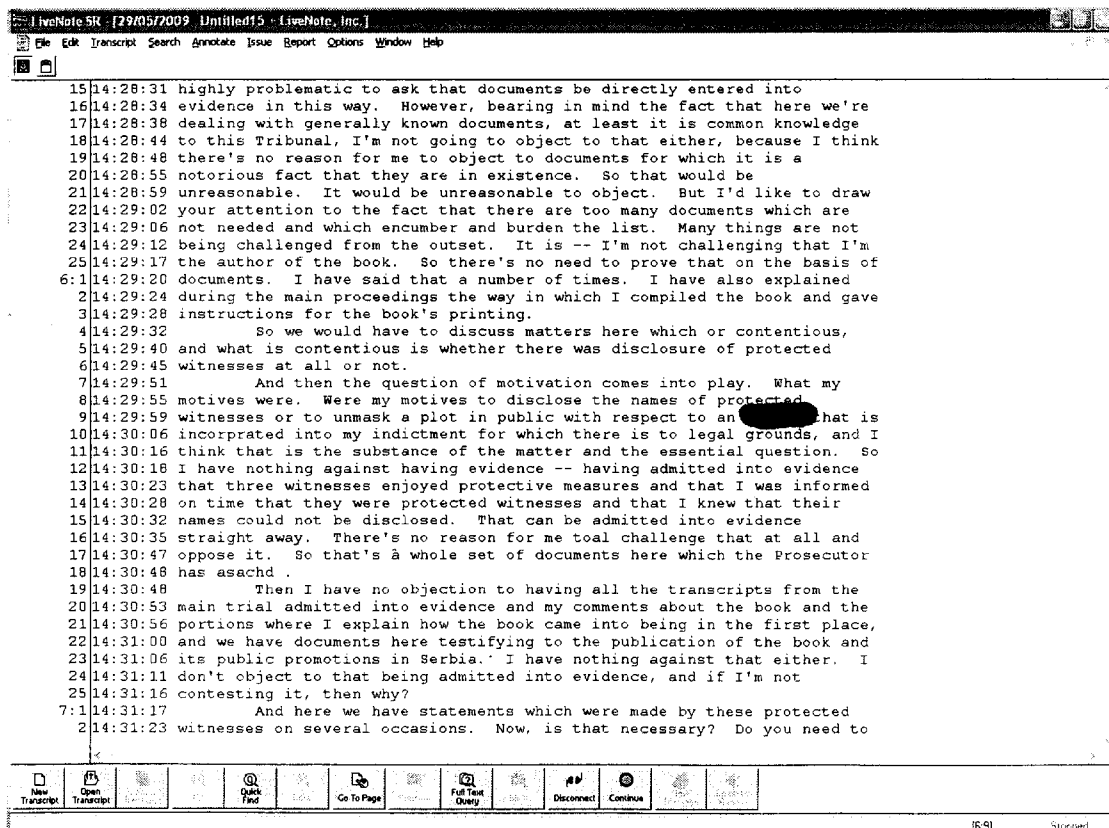 LiveNote SR - [29/05/2009 Untitled15 - LiveNote, Inc.]
File Edit Transcript Search Annotate Issue Report Options Window Help
15 14:28:31 highly problematic to ask that documents be directly entered into
16 14:28:34 evidence in this way. However, bearing in mind the fact that here we're
17 14:28:38 dealing with generally known documents, at least it is common knowledge
18 14:28:44 to this Tribunal, I'm not going to object to that either, because I think
19 14:28:48 there's no reason for me to object to documents for which it is a
20 14:28:55 notorious fact that they are in existence. So that would be
21 14:28:59 unreasonable. It would be unreasonable to object. But I'd like to draw
22 14:29:02 your attention to the fact that there are too many documents which are
23 14:29:06 not needed and which encumber and burden the list. Many things are not
24 14:29:12 being challenged from the outset. It is -- I'm not challenging that I'm
25 14:29:17 the author of the book. So there's no need to prove that on the basis of
6:1 14:29:20 documents. I have said that a number of times. I have also explained
2 14:29:24 during the main proceedings the way in which I compiled the book and gave
3 14:29:28 instructions for the book's printing.
4 14:29:32 So we would have to discuss matters here which or contentious,
5 14:29:40 and what is contentious is whether there was disclosure of protected
6 14:29:45 witnesses at all or not.
7 14:29:51 And then the question of motivation comes into play. What my
8 14:29:55 motives were. Were my motives to disclose the names of protected
9 14:29:59 witnesses or to unmask a plot in public with respect to an that is
10 14:30:06 incorprated into my indictment for which there is to legal grounds, and I
11 14:30:16 think that is the substance of the matter and the essential question. So
12 14:30:18 I have nothing against having evidence -- having admitted into evidence
13 14:30:23 that three witnesses enjoyed protective measures and that I was informed
14 14:30:28 on time that they were protected witnesses and that I knew that their
15 14:30:32 names could not be disclosed. That can be admitted into evidence
16 14:30:35 straight away. There's no reason for me toal challenge that at all and
17 14:30:47 oppose it. So that's a whole set of documents here which the Prosecutor
18 14:30:48 has asachd .
19 14:30:48 Then I have no objection to having all the transcripts from the
20 14:30:53 main trial admitted into evidence and my comments about the book and the
21 14:30:56 portions where I explain how the book came into being in the first place,
22 14:31:00 and we have documents here testifying to the publication of the book and
23 14:31:06 its public promotions in Serbia. I have nothing against that either. I
24 14:31:11 don't object to that being admitted into evidence, and if I'm not
25 14:31:16 contesting it, then why?
7:1 14:31:17 And here we have statements which were made by these protected
2 14:31:23 witnesses on several occasions. Now, is that necessary? Do you need to
New Transcript Open Transcript Quick Find Go To Page Full Text Query Disconnect Continue
[6:9] Stopped